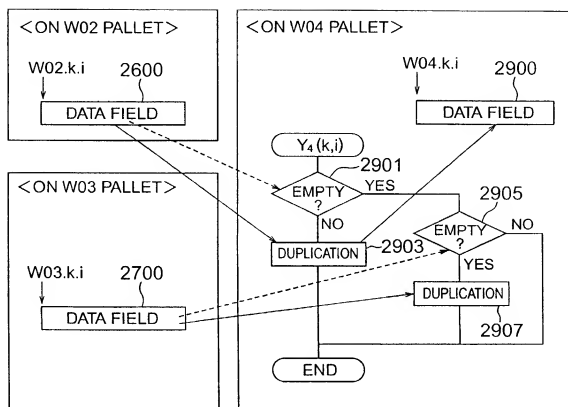 <ON W02 PALLET>
W02.k.i
2600
DATA FIELD
<ON W03 PALLET>
W03.k.i
2700
DATA FIELD
<ON W04 PALLET>
W04.k.i
2900
DATA FIELD
Y4(k,i)
2901
EMPTY
?
YES
NO
2905
EMPTY
?
NO
YES
DUPLICATION
2903
DUPLICATION
2907
END